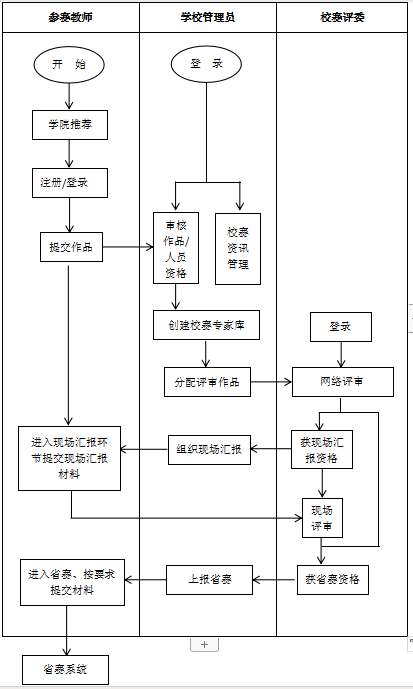 参赛教师
学校管理员
校赛评委
开 始
登 录
学院推荐
注册/登录
提交作品
审核
作品/
人员
资格
校赛
资讯
管理
创建校赛专家库
登录
分配评审作品
网络评审
进入现场汇报环
节提交现场汇报
材料
组织现场汇报
获现场汇
报资格
现场
评审
进入省赛、按要求
提交材料
上报省赛
获省赛资格
省赛系统